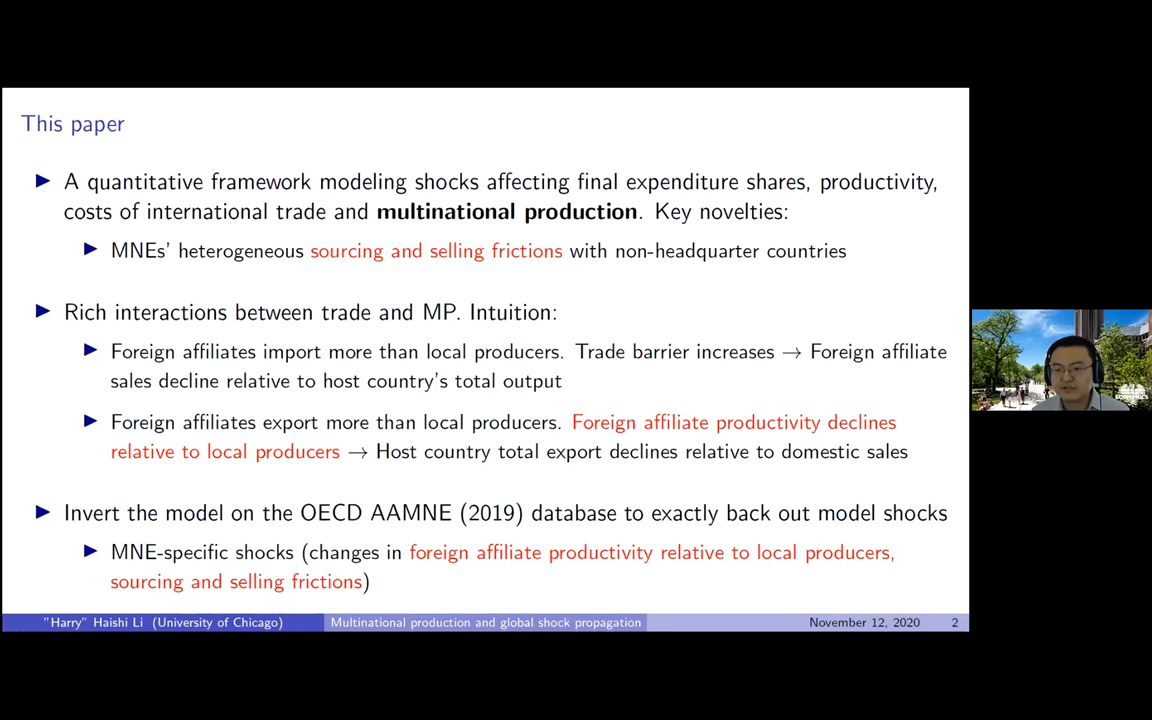 This paper
▶ A quantitative framework modeling shocks affecting final expenditure shares, productivity,
costs of international trade and multinational production. Key novelties:
▶ MNEs' heterogeneous sourcing and selling frictions with non-headquarter countries
▶ Rich interactions between trade and MP. Intuition:
▶ Foreign affiliates import more than local producers. Trade barrier increases → Foreign affiliate
sales decline relative to host country's total output
▶ Foreign affiliates export more than local producers. Foreign affiliate productivity declines
relative to local producers → Host country total export declines relative to domestic sales
▶ Invert the model on the OECD AAMNE (2019) database to exactly back out model shocks
▶ MNE-specific shocks (changes in foreign affiliate productivity relative to local producers,
sourcing and selling frictions)
"Harry" Haishi Li (University of Chicago) Multinational production and global shock propagation November 12, 2020 2